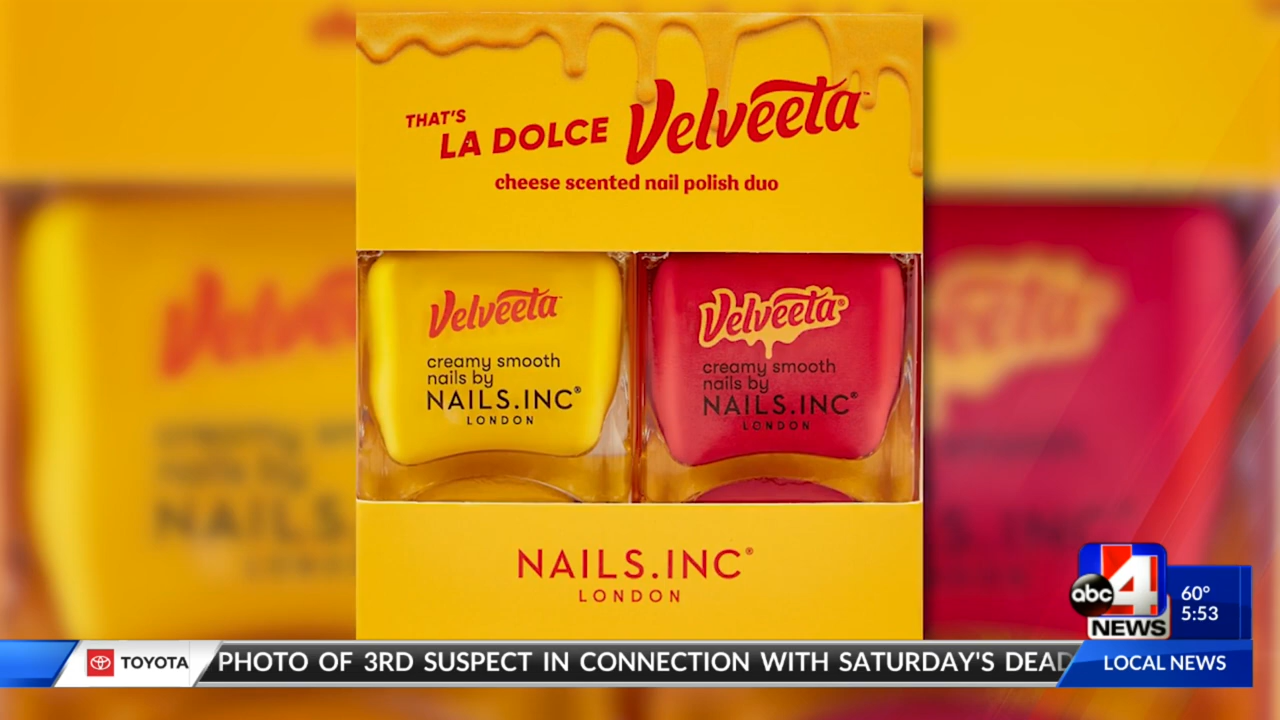 THAT'S
LA DOLCE Velveeta™
cheese scented nail polish duo
Velveeta
creamy smooth
nails by
NAILS.INC®
LONDON
Velveeta®
creamy smooth
nails by
NAILS.INC®
LONDON
NAILS.INC®
LONDON
abc 4
NEWS
60°
5:53
TOYOTA
PHOTO OF 3RD SUSPECT IN CONNECTION WITH SATURDAY'S DEAD
LOCAL NEWS